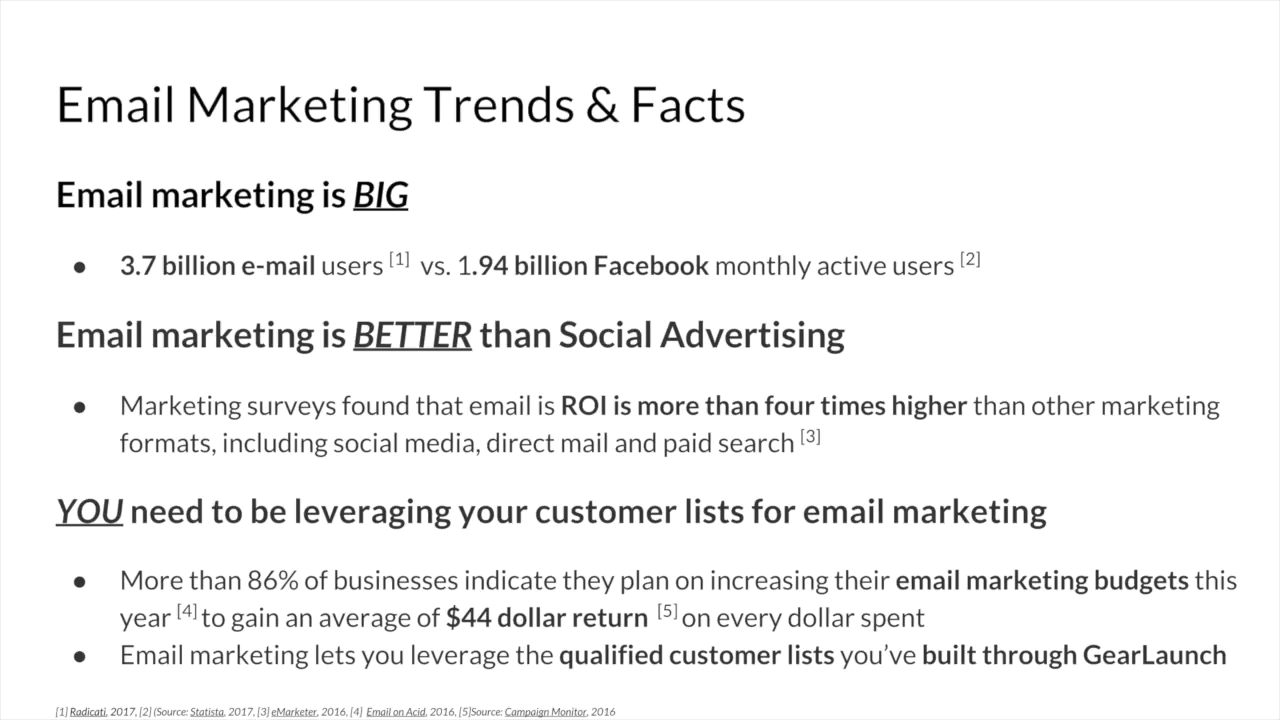 Email Marketing Trends & Facts
Email marketing is BIG
● 3.7 billion e-mail users [1] vs. 1.94 billion Facebook monthly active users [2]
Email marketing is BETTER than Social Advertising
● Marketing surveys found that email is ROI is more than four times higher than other marketing
formats, including social media, direct mail and paid search [3]
YOU need to be leveraging your customer lists for email marketing
● More than 86% of businesses indicate they plan on increasing their email marketing budgets this
year [4] to gain an average of $44 dollar return [5] on every dollar spent
● Email marketing lets you leverage the qualified customer lists you've built through GearLaunch
[1] Radicati, 2017, [2] (Source: Statista, 2017, [3] eMarketer, 2016, [4] Email on Acid, 2016, [5]Source: Campaign Monitor, 2016